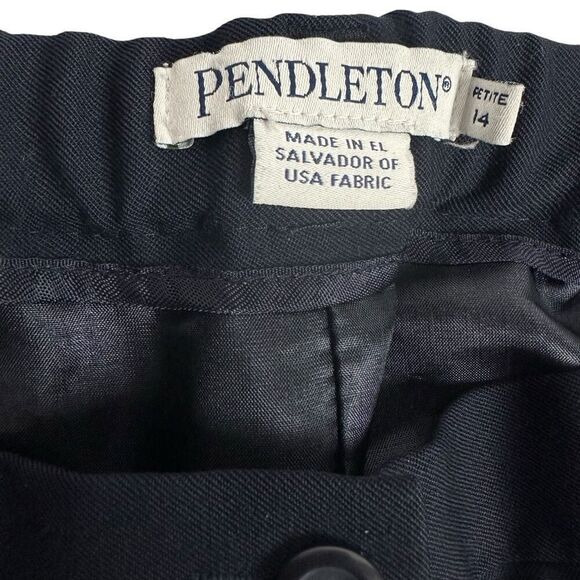 PENDLETON®
PETITE
14
MADE IN EL
SALVADOR OF
USA FABRIC